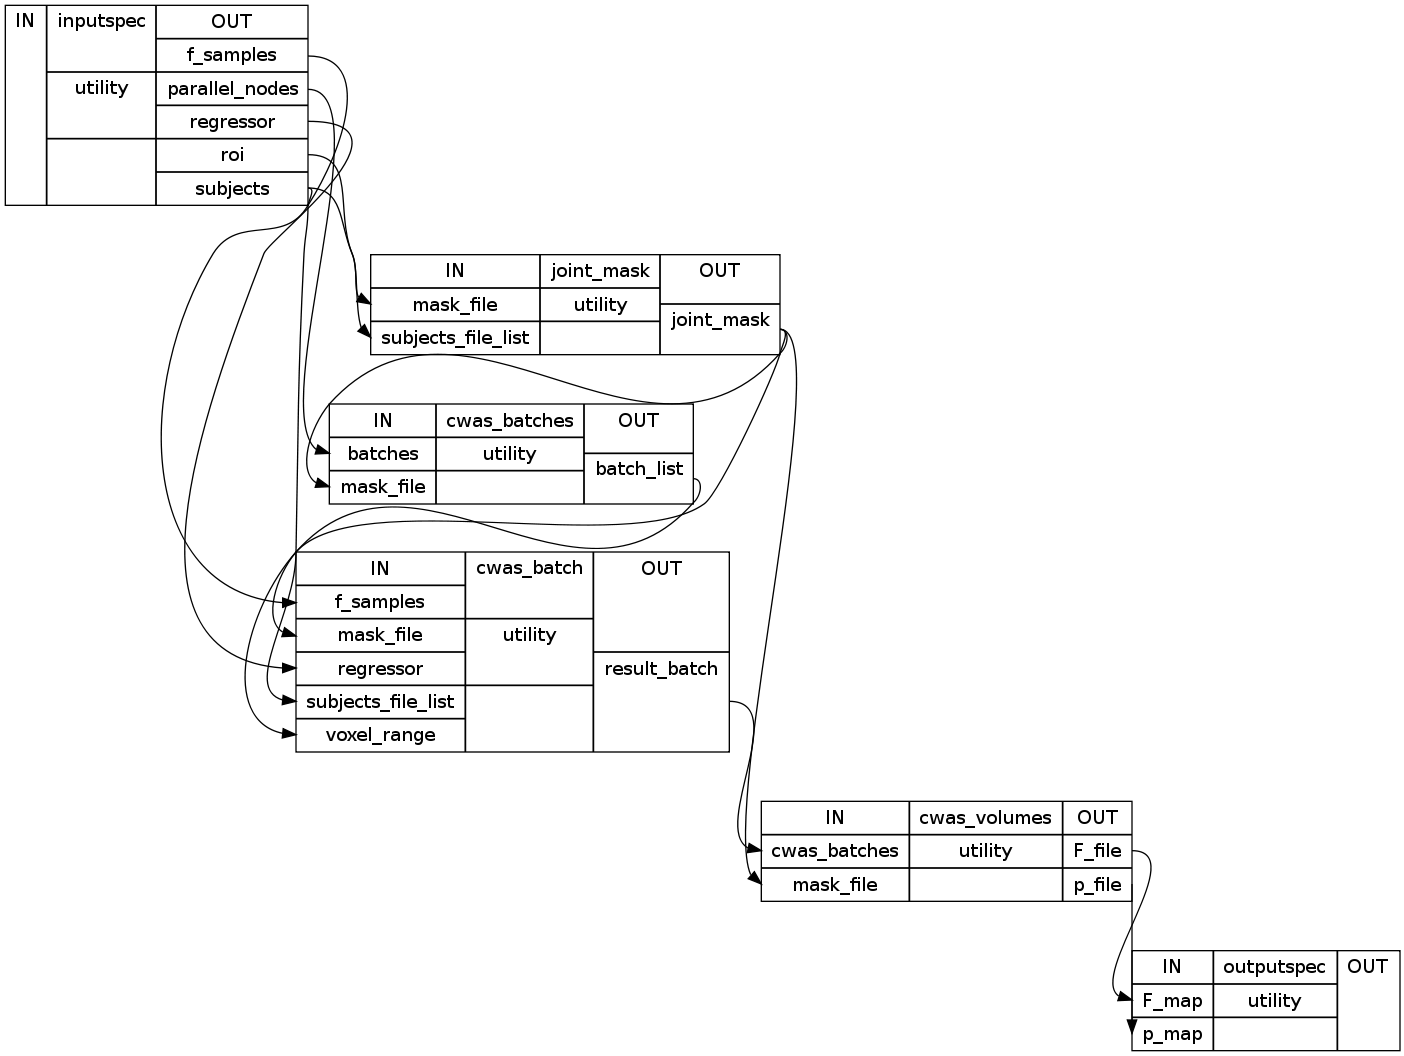 IN inputspec OUT
f_samples
utility parallel_nodes
regressor
roi
subjects
IN joint_mask OUT
mask_file utility
joint_mask
subjects_file_list
IN cwas_batches OUT
batches utility
batch_list
mask_file
IN cwas_batch OUT
f_samples
mask_file utility
regressor result_batch
subjects_file_list
voxel_range
IN cwas_volumes OUT
cwas_batches utility F_file
mask_file p_file
IN outputspec OUT
F_map utility
p_map